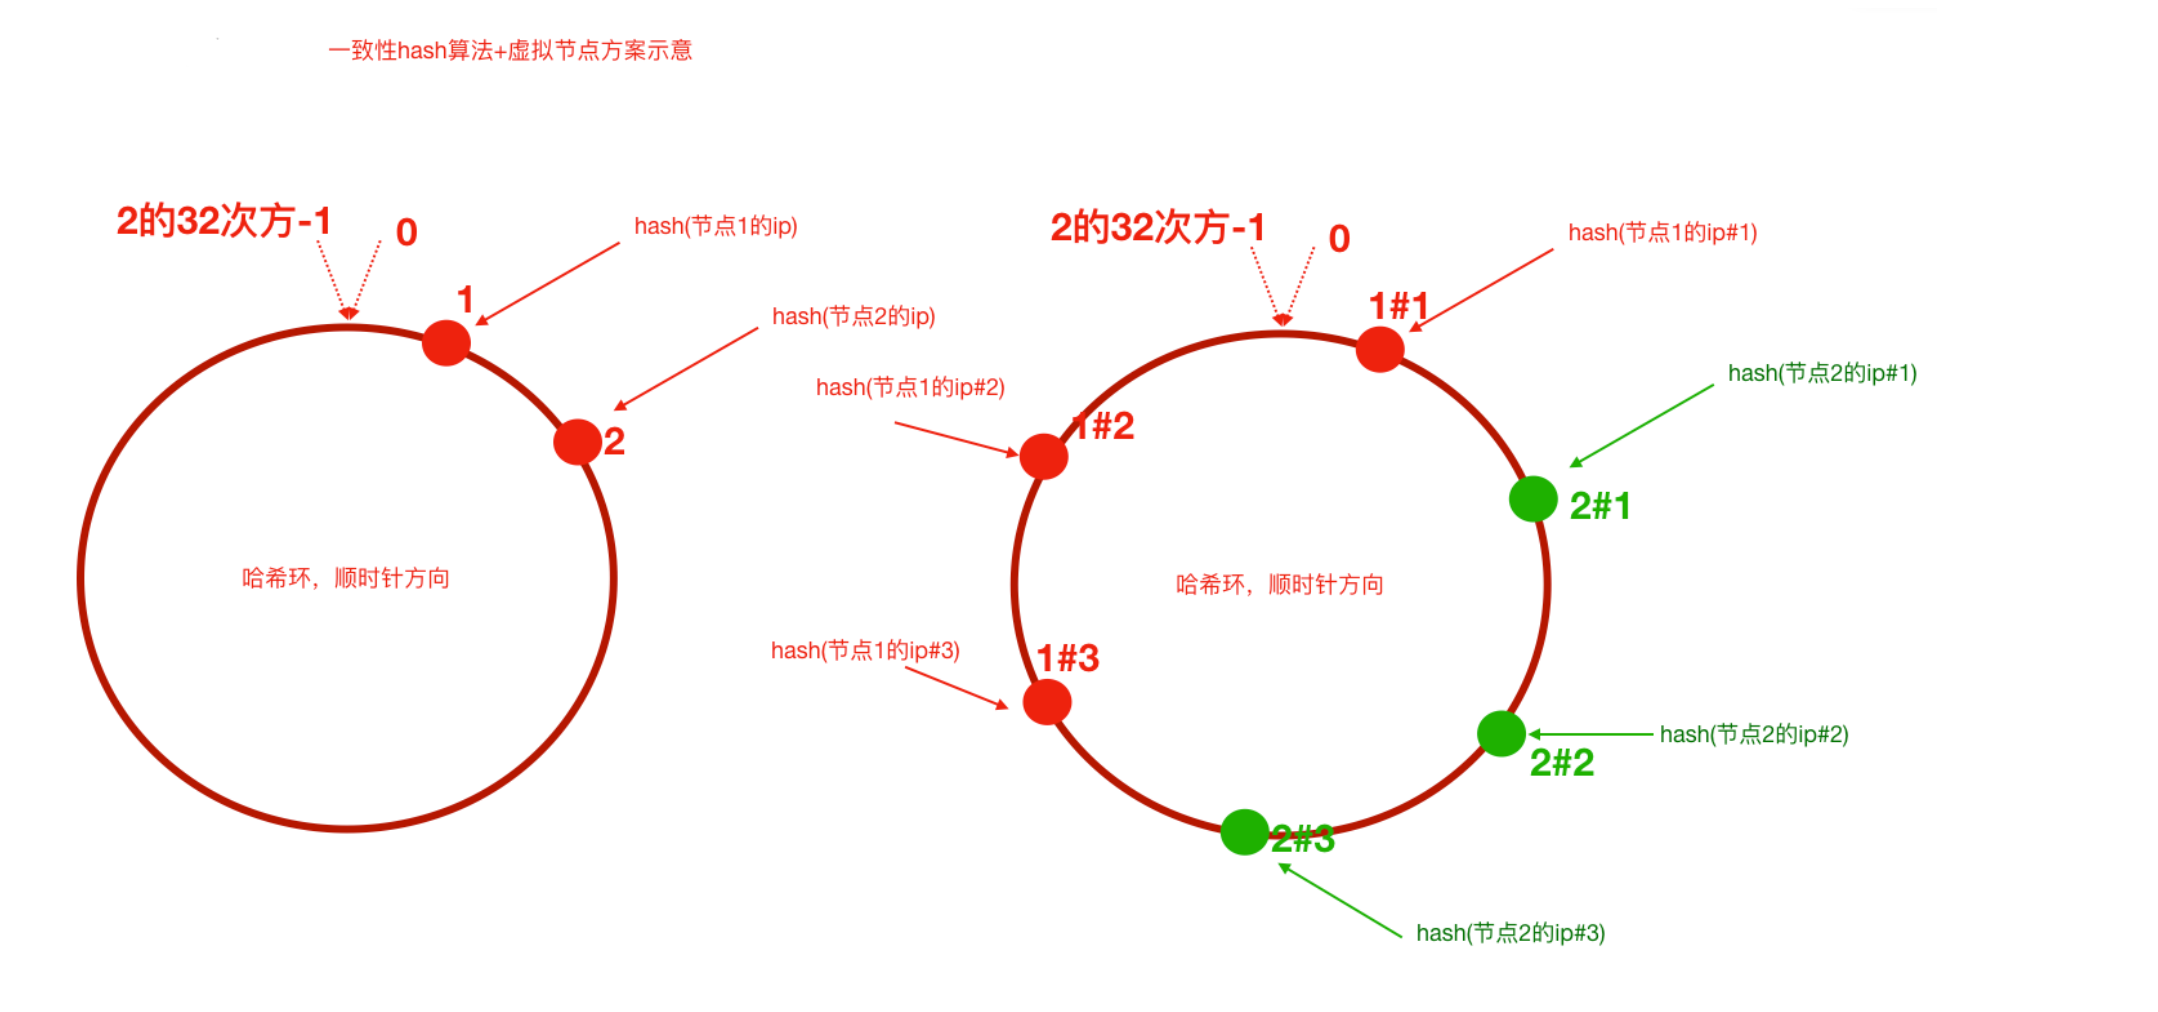 一致性hash算法+虚拟节点方案示意
2的32次方-1
0
hash(节点1的ip)
1
hash(节点2的ip)
2
哈希环，顺时针方向
2的32次方-1
0
hash(节点1的ip#1)
1#1
hash(节点2的ip#1)
hash(节点1的ip#2)
1#2
2#1
哈希环，顺时针方向
hash(节点1的ip#3)
1#3
hash(节点2的ip#2)
2#2
2#3
hash(节点2的ip#3)